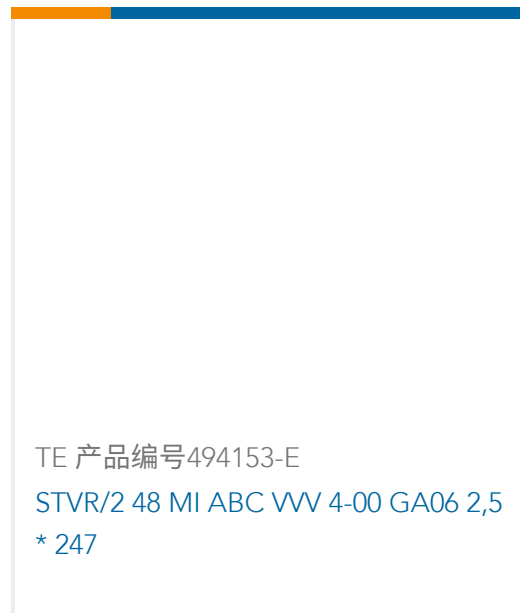 TE 产品编号494153-E
STVR/2 48 MI ABC VVV 4-00 GA06 2,5
* 247